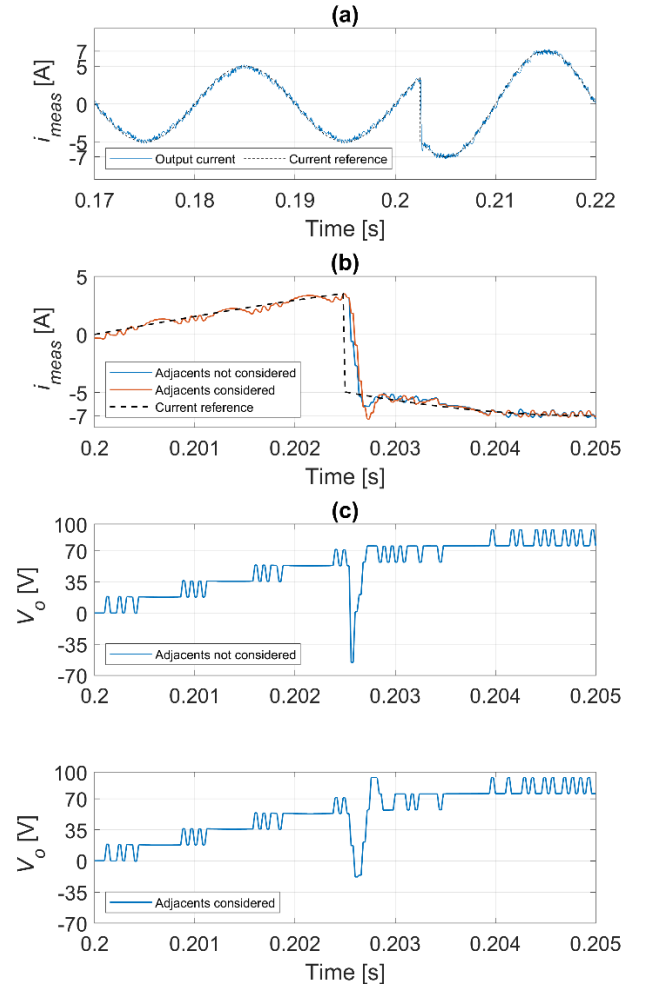 (a)
i_meas [A]
7
5
0
-5
-7
Output current
Current reference
0.17
0.18
0.19
0.2
0.21
0.22
Time [s]
(b)
i_meas [A]
5
0
-5
-7
Adjacents not considered
Adjacents considered
Current reference
0.2
0.201
0.202
0.203
0.204
0.205
Time [s]
(c)
V_o [V]
100
70
35
0
-35
-70
Adjacents not considered
0.2
0.201
0.202
0.203
0.204
0.205
V_o [V]
100
70
35
0
-35
-70
Adjacents considered
0.2
0.201
0.202
0.203
0.204
0.205
Time [s]